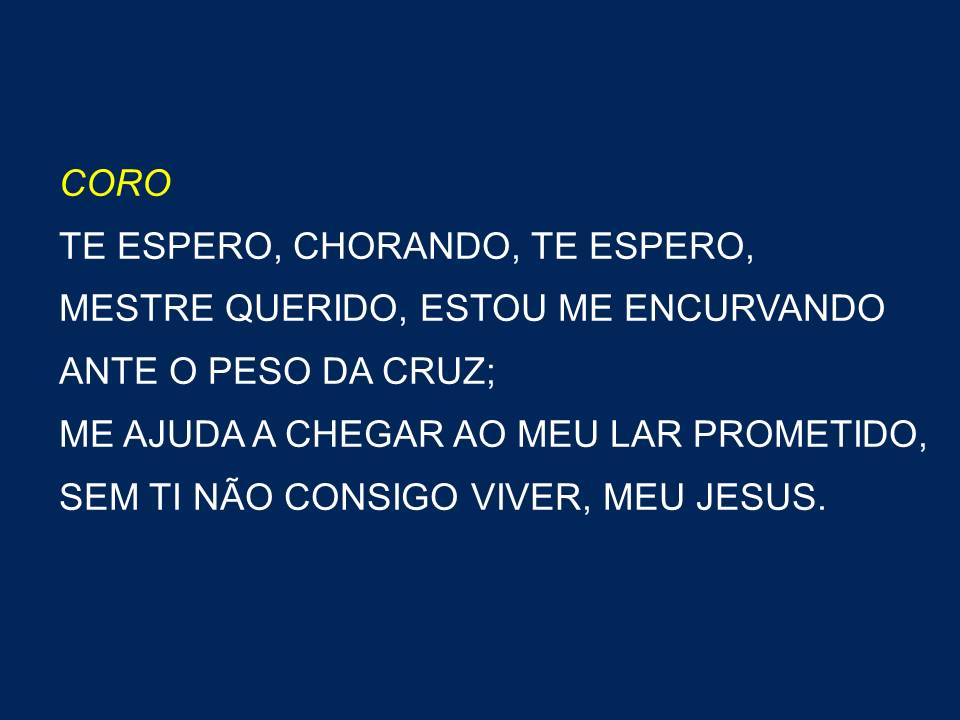 CORO
TE ESPERO, CHORANDO, TE ESPERO,
MESTRE QUERIDO, ESTOU ME ENCURVANDO
ANTE O PESO DA CRUZ;
ME AJUDA A CHEGAR AO MEU LAR PROMETIDO,
SEM TI NÃO CONSIGO VIVER, MEU JESUS.